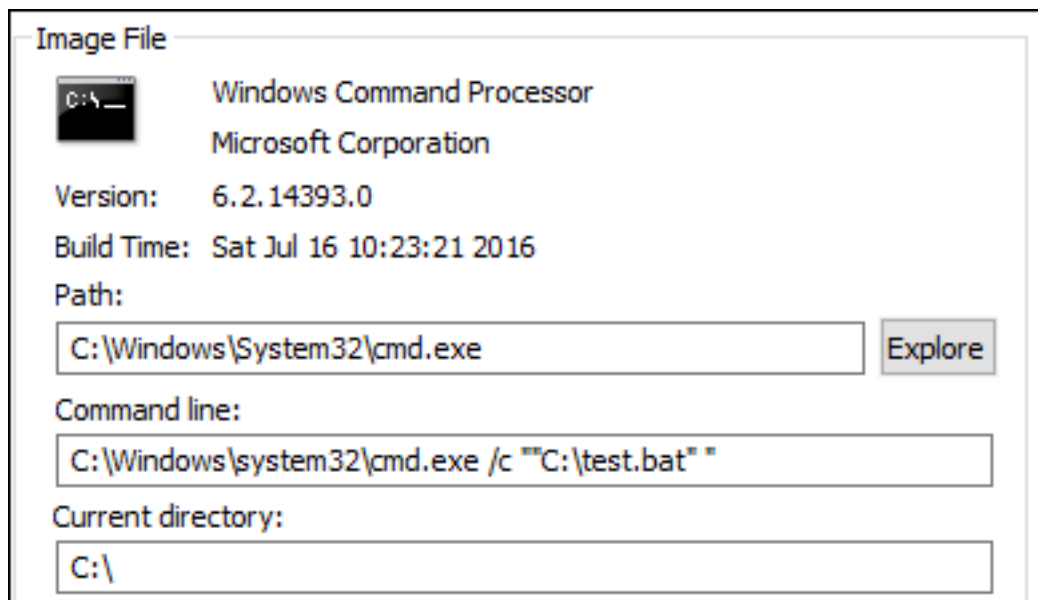 Image File
C:\
Windows Command Processor
Microsoft Corporation
Version: 6.2.14393.0
Build Time: Sat Jul 16 10:23:21 2016
Path:
C:\Windows\System32\cmd.exe
Explore
Command line:
C:\Windows\system32\cmd.exe /c ""C:\test.bat" "
Current directory:
C:\